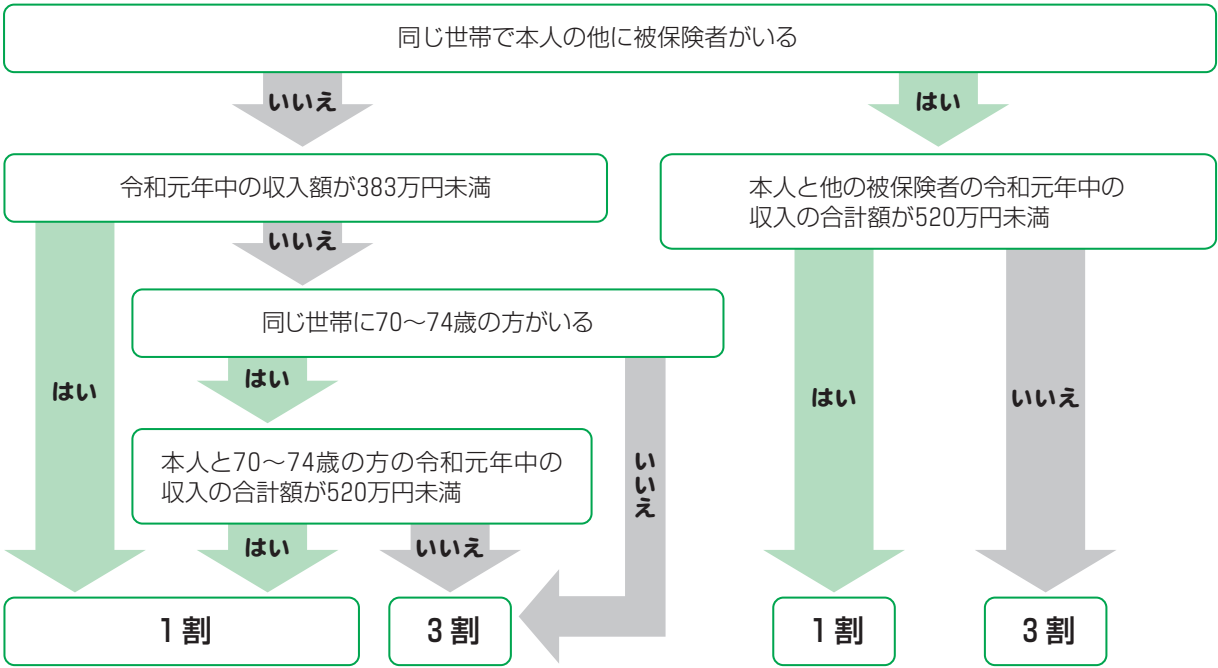 同じ世帯で本人の他に被保険者がいる
いいえ
はい
令和元年中の収入額が383万円未満
本人と他の被保険者の令和元年中の
収入の合計額が520万円未満
いいえ
同じ世帯に70〜74歳の方がいる
はい
はい
はい
いいえ
本人と70〜74歳の方の令和元年中の
収入の合計額が520万円未満
いいえ
はい
いいえ
1割
3割
1割
3割